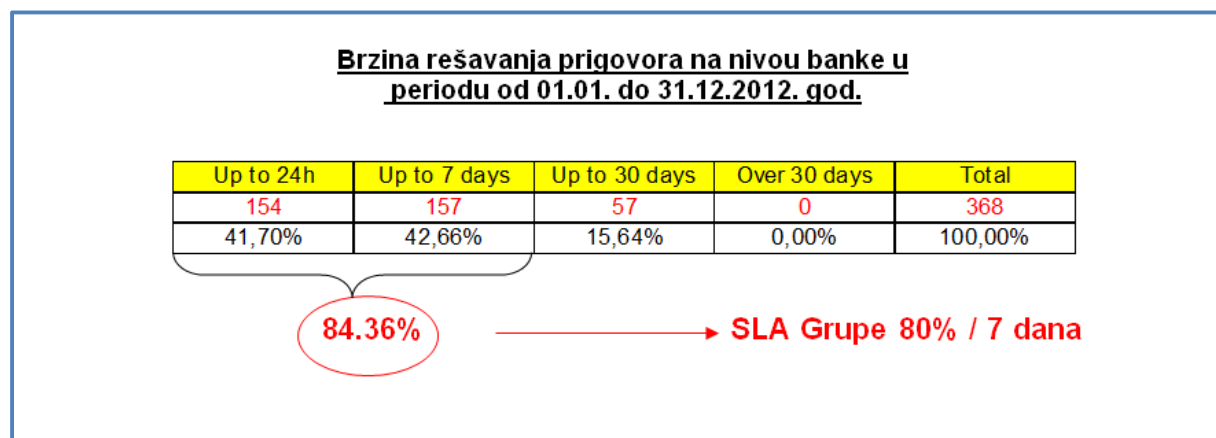 Brzina rešavanja prigovora na nivou banke u
periodu od 01.01. do 31.12.2012. god.
Up to 24h Up to 7 days Up to 30 days Over 30 days Total
154 157 57 0 368
41,70% 42,66% 15,64% 0,00% 100,00%
84.36% SLA Grupe 80% / 7 dana